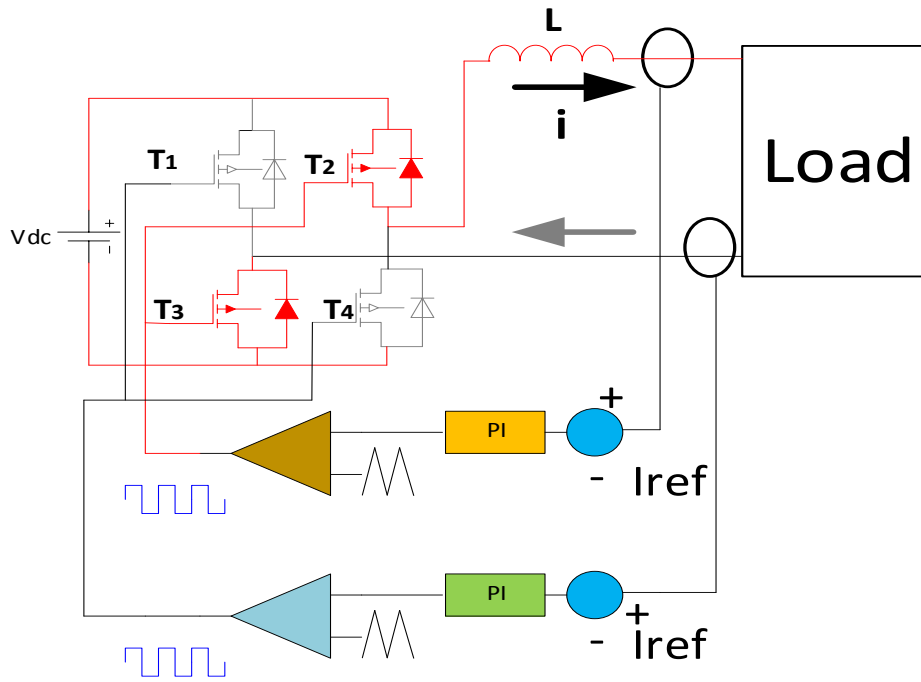 L
i
Load
T1
T2
Vdc
+
-
T3
T4
+
PI
-
Iref
PI
+
-
Iref